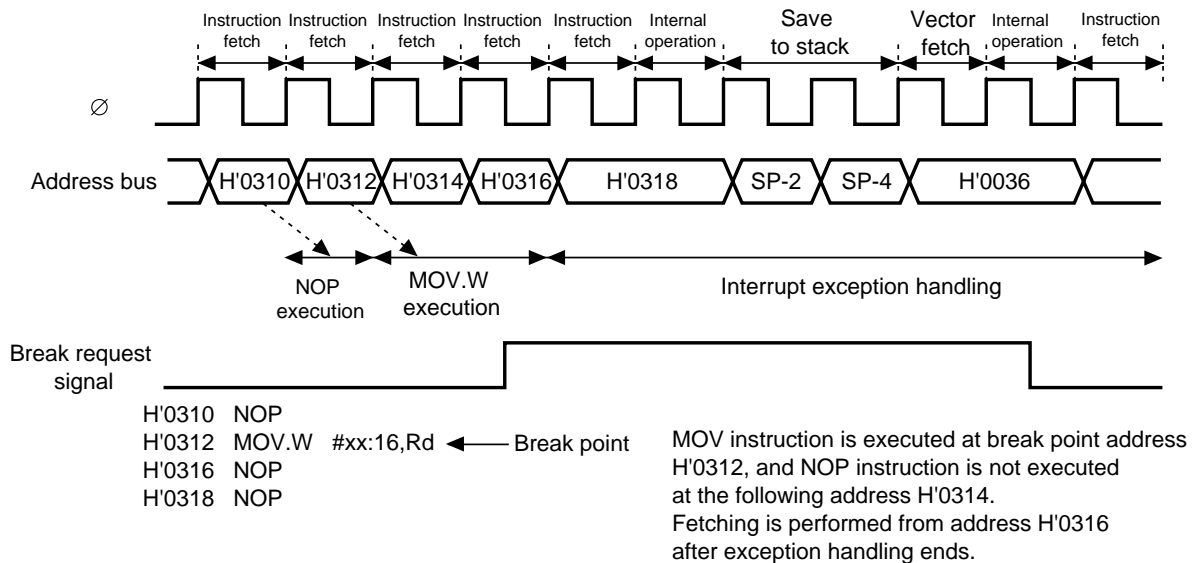 Instruction fetch
Instruction fetch
Instruction fetch
Instruction fetch
Instruction fetch
Internal operation
Save to stack
Vector fetch
Internal operation
Instruction fetch
∅
Address bus
H'0310
H'0312
H'0314
H'0316
H'0318
SP-2
SP-4
H'0036
NOP execution
MOV.W execution
Interrupt exception handling
Break request signal
H'0310 NOP
H'0312 MOV.W #xx:16,Rd Break point
H'0316 NOP
H'0318 NOP
MOV instruction is executed at break point address
H'0312, and NOP instruction is not executed
at the following address H'0314.
Fetching is performed from address H'0316
after exception handling ends.